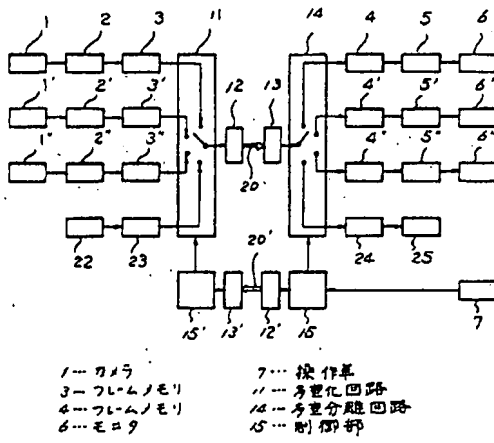 1 2 3 11 14 4 5 6
12 13
1' 2' 3' 4' 5' 6'
20'
1" 2" 3" 4" 5" 6"
22 23 24 25
20'
15' 13' 12' 15 7
1… カメラ
3… フレームメモリ
4… フレームメモリ
6… モニタ
7… 操作卓
11… 多重化回路
14… 多重分離回路
15… 制御部